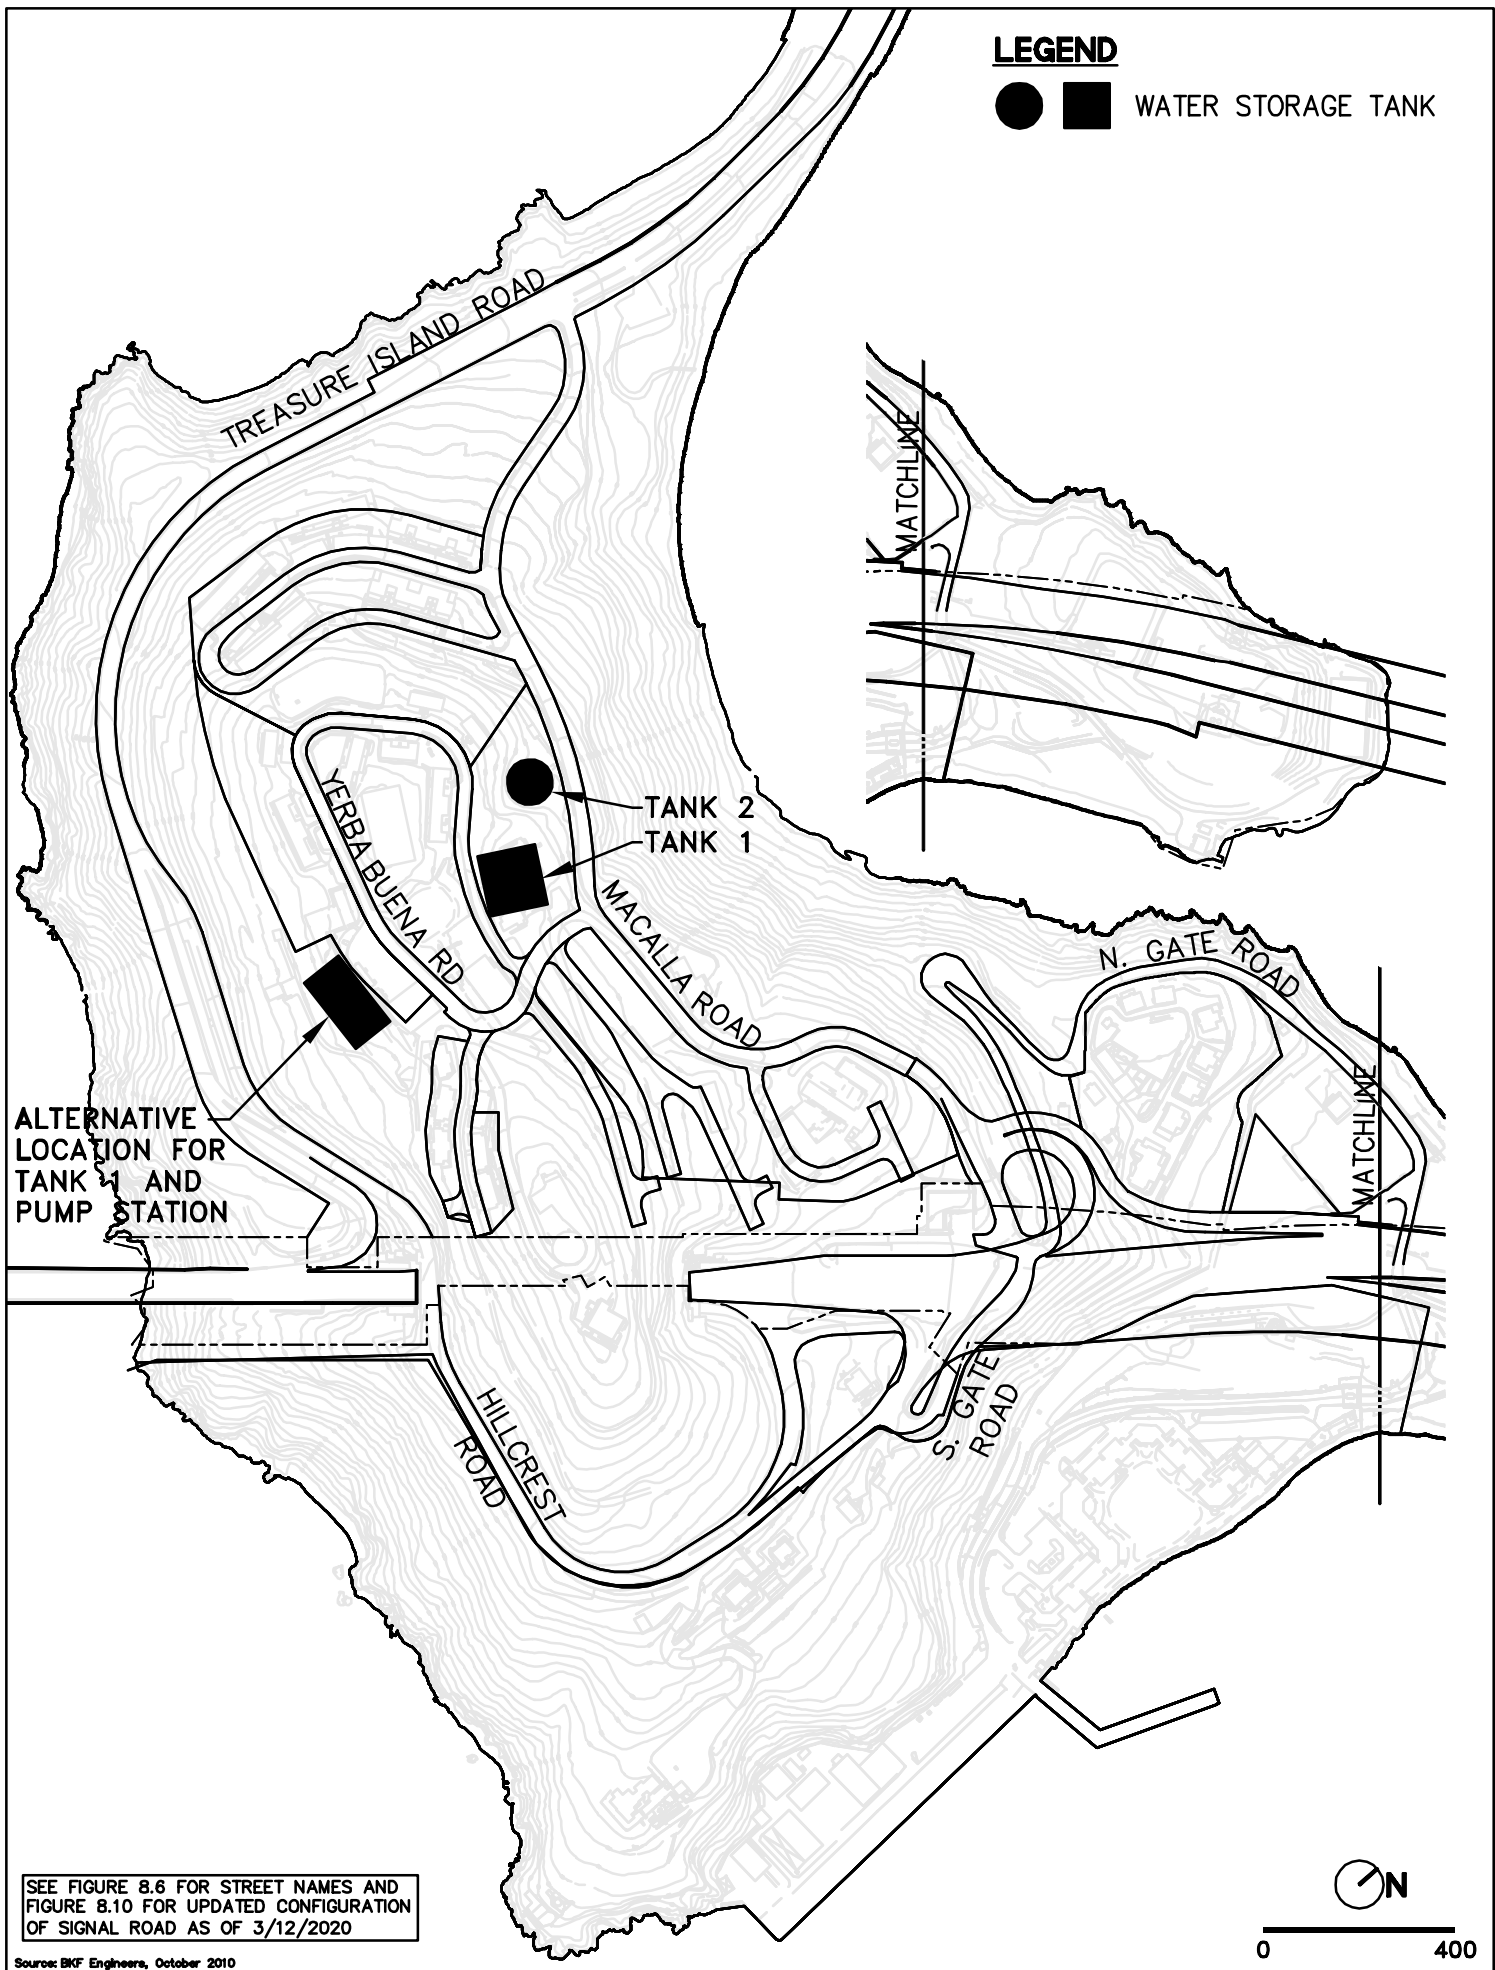 LEGEND
WATER STORAGE TANK
TREASURE ISLAND ROAD
MATCHLINE
YERBA BUENA RD
TANK 2
TANK 1
MACALLA ROAD
N. GATE ROAD
MATCHLINE
ALTERNATIVE
LOCATION FOR
TANK 1 AND
PUMP STATION
HILLCREST
ROAD
S. GATE
ROAD
SEE FIGURE 8.6 FOR STREET NAMES AND
FIGURE 8.10 FOR UPDATED CONFIGURATION
OF SIGNAL ROAD AS OF 3/12/2020
Source: BKF Engineers, October 2010
N
0 400